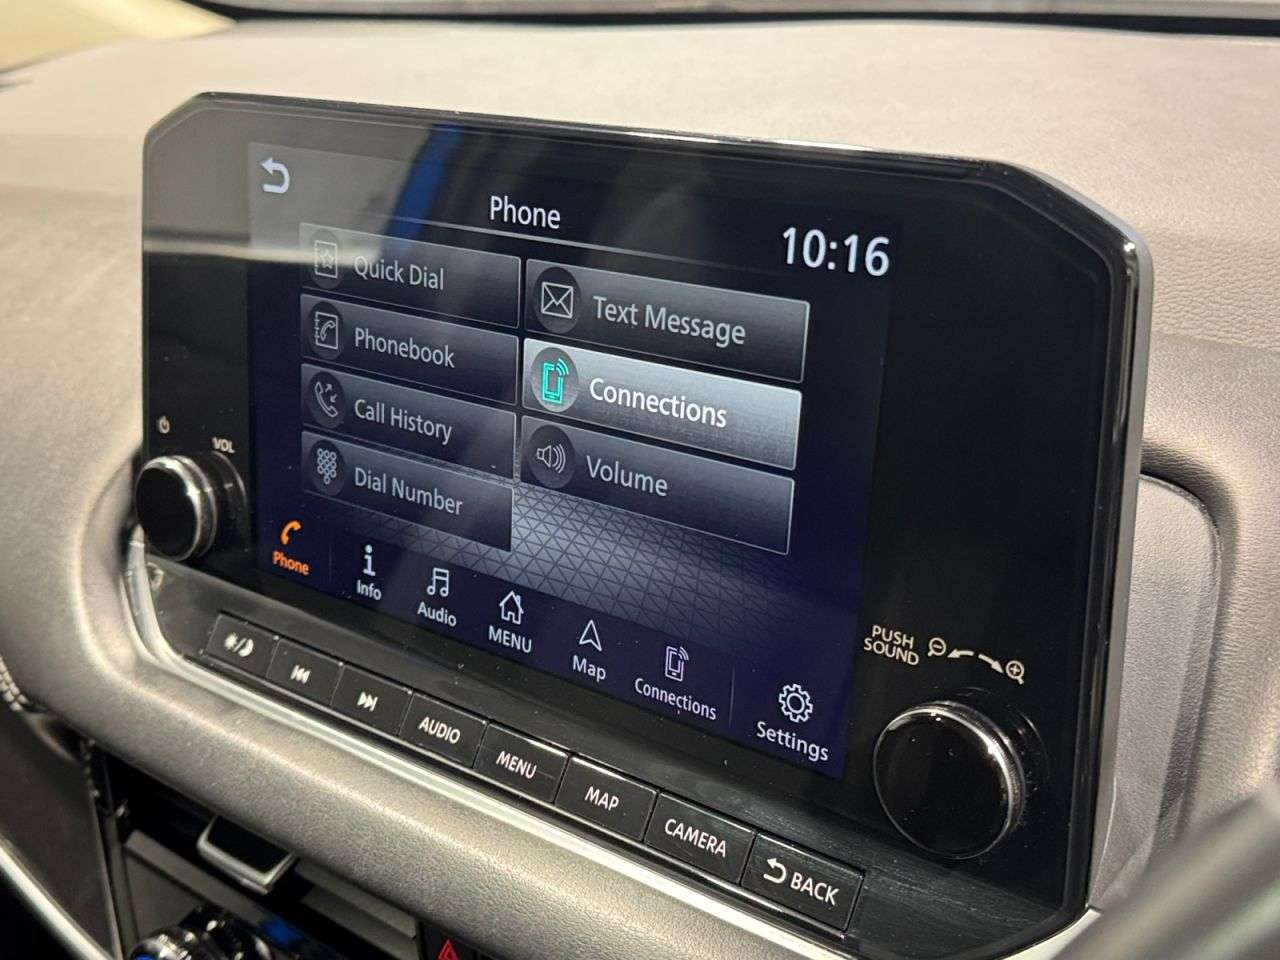 Phone
10:16
Quick Dial
Text Message
Phonebook
Connections
Call History
Volume
Dial Number
Phone
Info
Audio
MENU
Map
Connections
Settings
VOL
PUSH
SOUND
AUDIO
MENU
MAP
CAMERA
BACK